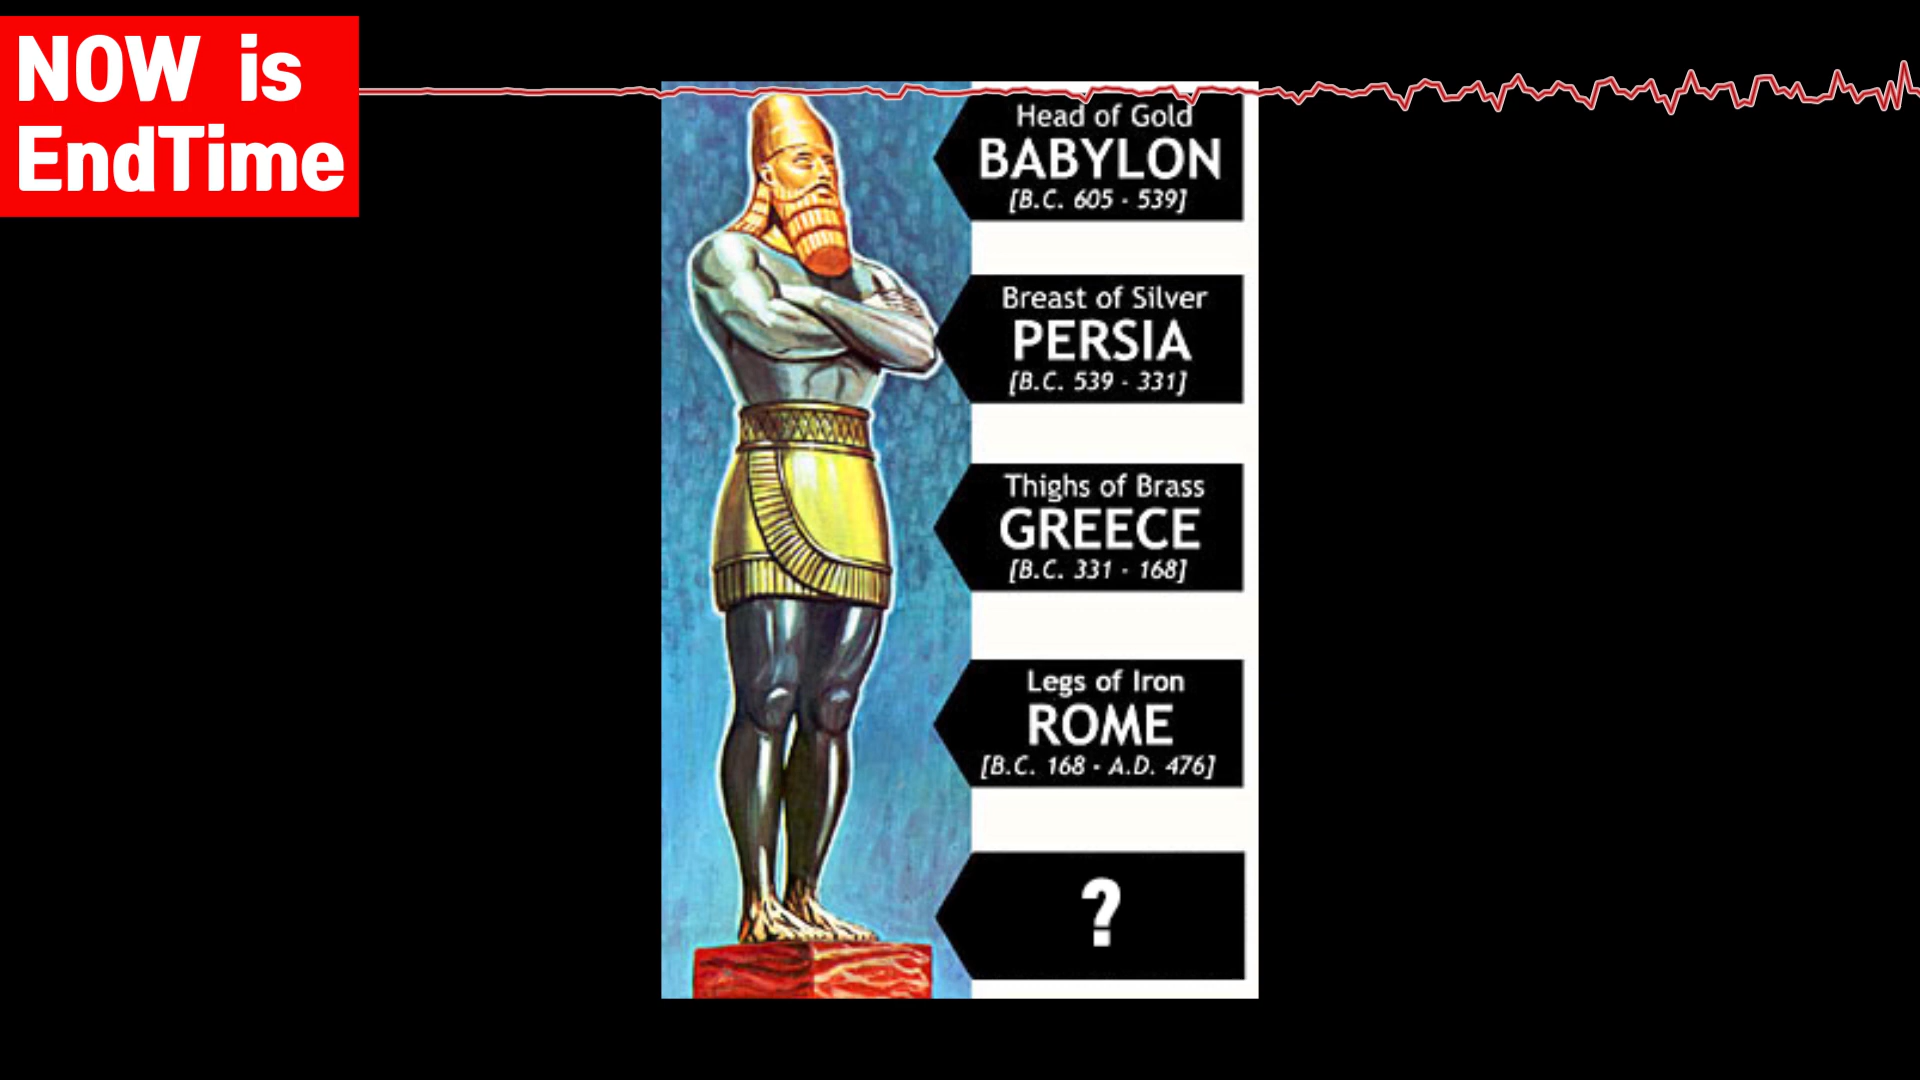 NOW is
EndTime
Head of Gold
BABYLON
[B.C. 605 - 539]
Breast of Silver
PERSIA
[B.C. 539 - 331]
Thighs of Brass
GREECE
[B.C. 331 - 168]
Legs of Iron
ROME
[B.C. 168 - A.D. 476]
?